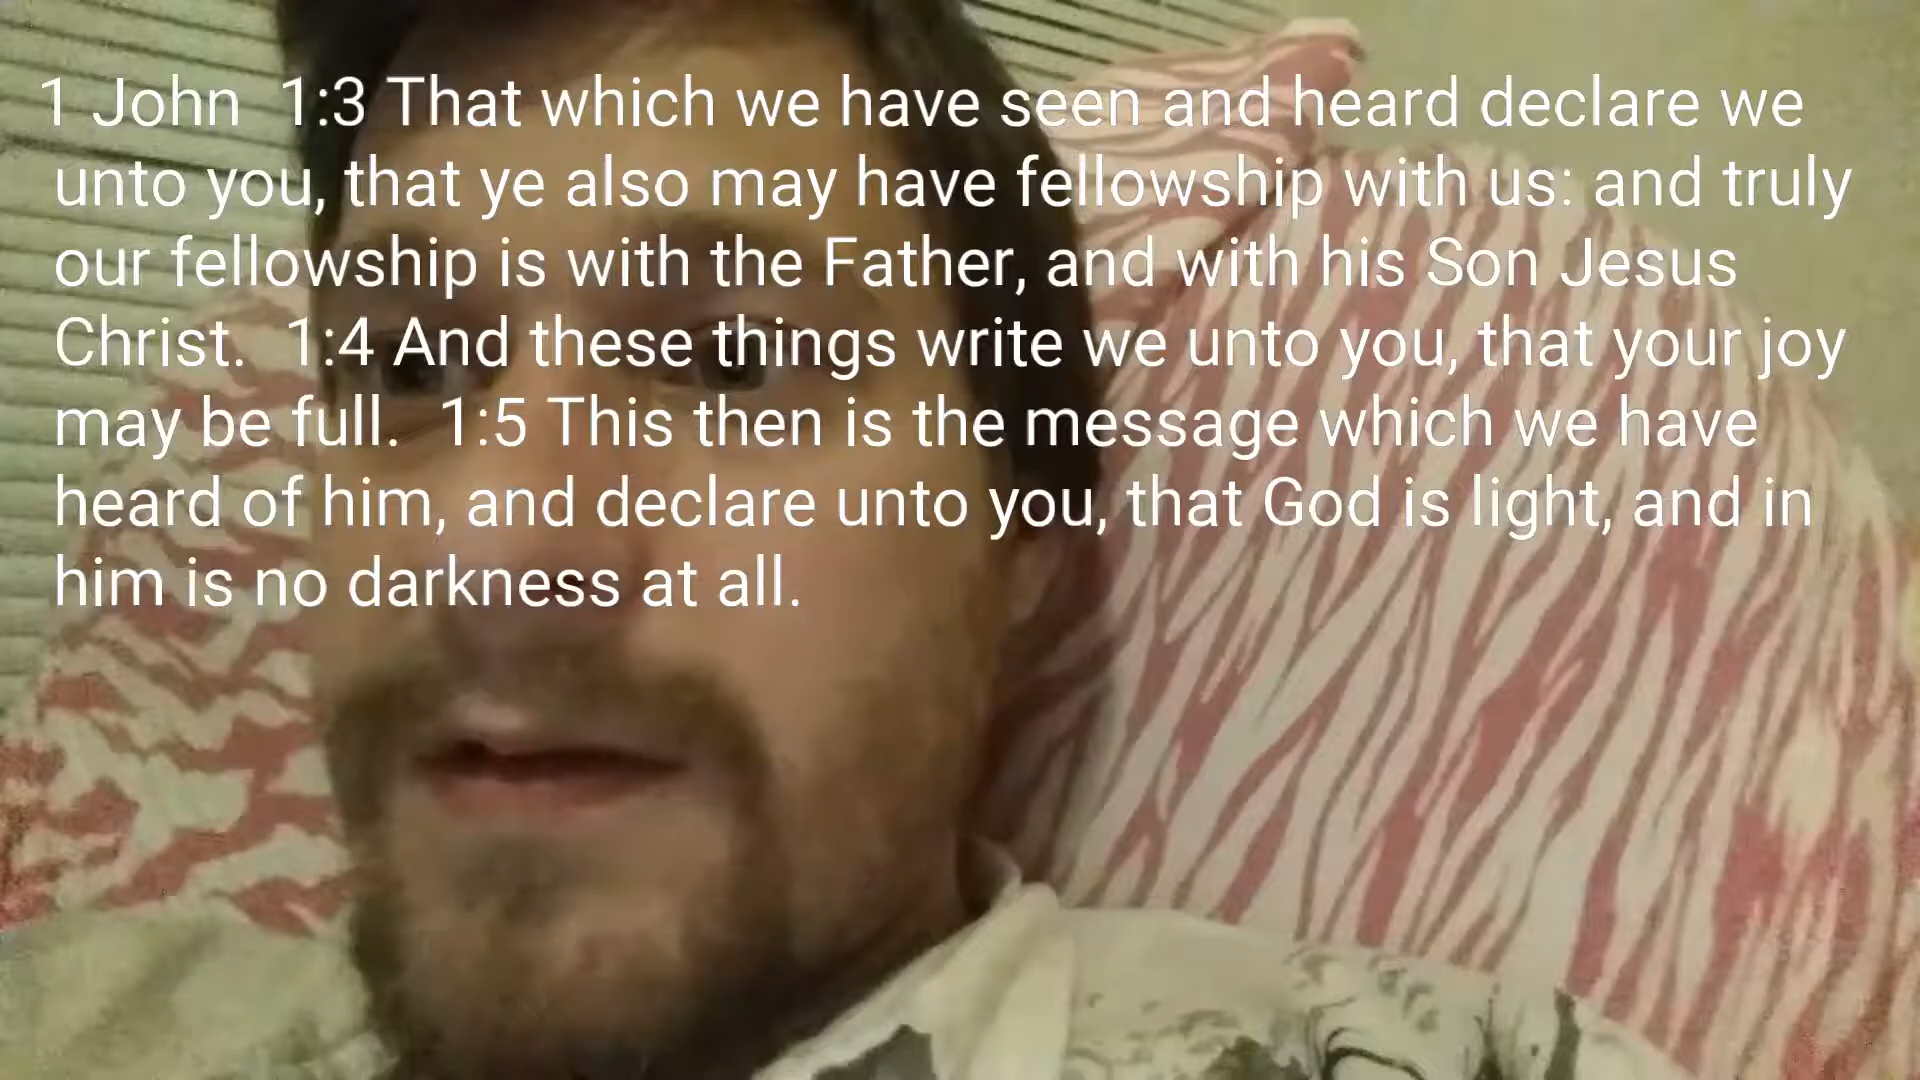 1 John  1:3 That which we have seen and heard declare we
unto you, that ye also may have fellowship with us: and truly
our fellowship is with the Father, and with his Son Jesus
Christ.  1:4 And these things write we unto you, that your joy
may be full.  1:5 This then is the message which we have
heard of him, and declare unto you, that God is light, and in
him is no darkness at all.